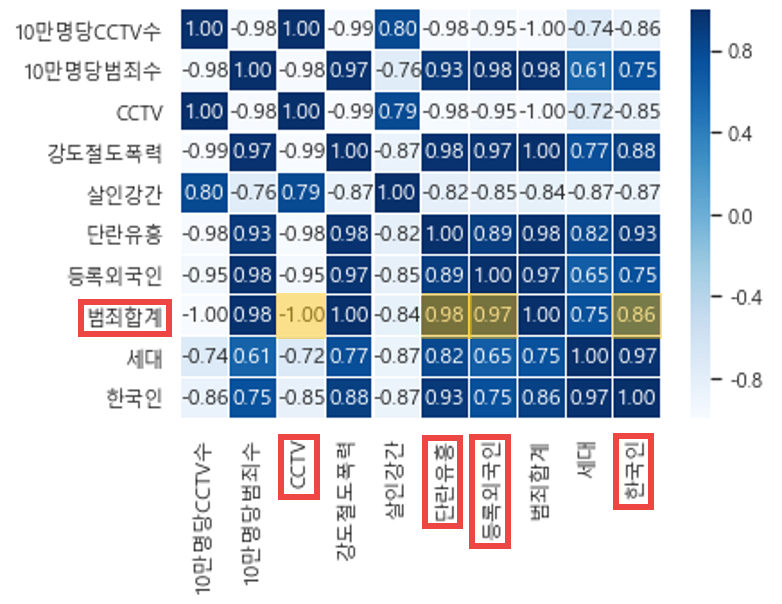 10만명당CCTV수 1.00 -0.98 1.00 -0.99 0.80 -0.98 -0.95 -1.00 -0.74 -0.86
10만명당범죄수 -0.98 1.00 -0.98 0.97 -0.76 0.93 0.98 0.98 0.61 0.75
CCTV 1.00 -0.98 1.00 -0.99 0.79 -0.98 -0.95 -1.00 -0.72 -0.85
강도절도폭력 -0.99 0.97 -0.99 1.00 -0.87 0.98 0.97 1.00 0.77 0.88
살인강간 0.80 -0.76 0.79 -0.87 1.00 -0.82 -0.85 -0.84 -0.87 -0.87
단란유흥 -0.98 0.93 -0.98 0.98 -0.82 1.00 0.89 0.98 0.82 0.93
등록외국인 -0.95 0.98 -0.95 0.97 -0.85 0.89 1.00 0.97 0.65 0.75
범죄합계 -1.00 0.98 -1.00 1.00 -0.84 0.98 0.97 1.00 0.75 0.86
세대 -0.74 0.61 -0.72 0.77 -0.87 0.82 0.65 0.75 1.00 0.97
한국인 -0.86 0.75 -0.85 0.88 -0.87 0.93 0.75 0.86 0.97 1.00
10만명당CCTV수
10만명당범죄수
CCTV
강도절도폭력
살인강간
단란유흥
등록외국인
범죄합계
세대
한국인
0.8
0.4
0.0
-0.4
-0.8